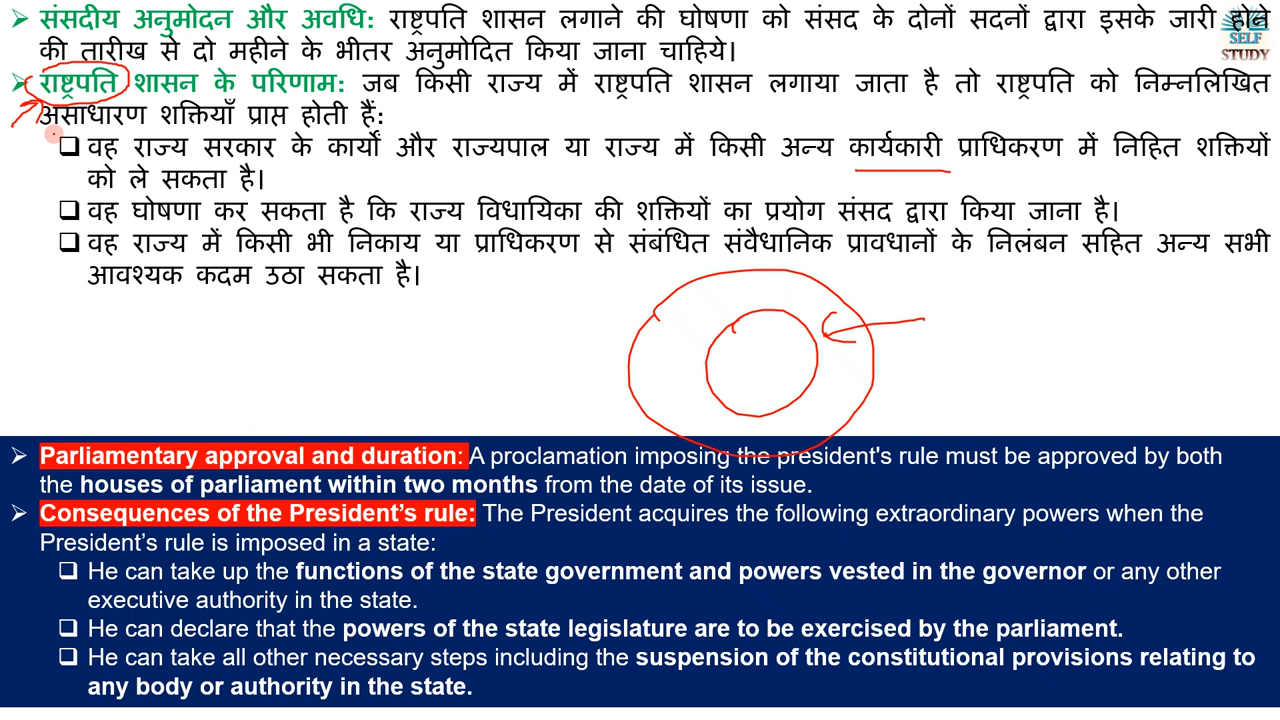 ➢ संसदीय अनुमोदन और अवधि: राष्ट्रपति शासन लगाने की घोषणा को संसद के दोनों सदनों द्वारा इसके जारी होने
की तारीख से दो महीने के भीतर अनुमोदित किया जाना चाहिये।
SELF
STUDY
➢ राष्ट्रपति शासन के परिणाम: जब किसी राज्य में राष्ट्रपति शासन लगाया जाता है तो राष्ट्रपति को निम्नलिखित
असाधारण शक्तियाँ प्राप्त होती हैं:
❑ वह राज्य सरकार के कार्यों और राज्यपाल या राज्य में किसी अन्य कार्यकारी प्राधिकरण में निहित शक्तियों
को ले सकता है।
❑ वह घोषणा कर सकता है कि राज्य विधायिका की शक्तियों का प्रयोग संसद द्वारा किया जाना है।
❑ वह राज्य में किसी भी निकाय या प्राधिकरण से संबंधित संवैधानिक प्रावधानों के निलंबन सहित अन्य सभी
आवश्यक कदम उठा सकता है।
➢ Parliamentary approval and duration: A proclamation imposing the president's rule must be approved by both
the houses of parliament within two months from the date of its issue.
➢ Consequences of the President’s rule: The President acquires the following extraordinary powers when the
President’s rule is imposed in a state:
❑ He can take up the functions of the state government and powers vested in the governor or any other
executive authority in the state.
❑ He can declare that the powers of the state legislature are to be exercised by the parliament.
❑ He can take all other necessary steps including the suspension of the constitutional provisions relating to
any body or authority in the state.